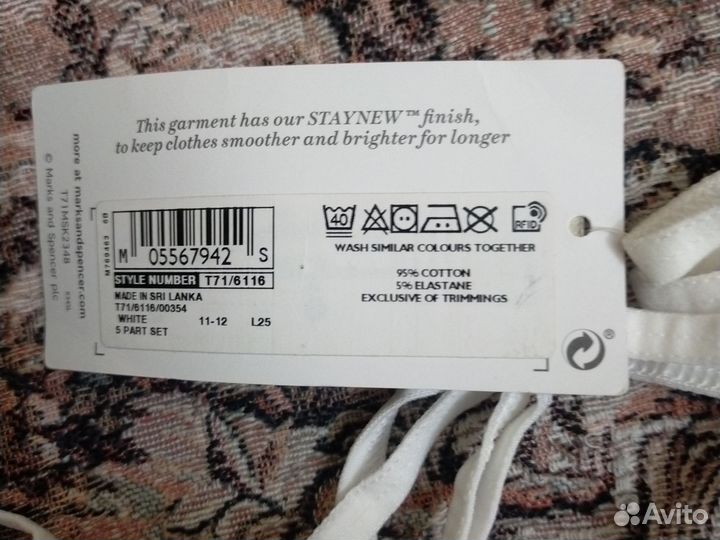 This garment has our STAYNEW™ finish,
to keep clothes smoother and brighter for longer
more at marksandspencer.com
T71MSK2348
© Marks and Spencer plc
M 05567942 S
STYLE NUMBER T71/6116
MADE IN SRI LANKA
T71/6116/00354
WHITE 11-12 L25
5 PART SET
40
RFID
WASH SIMILAR COLOURS TOGETHER
95% COTTON
5% ELASTANE
EXCLUSIVE OF TRIMMINGS
Avito